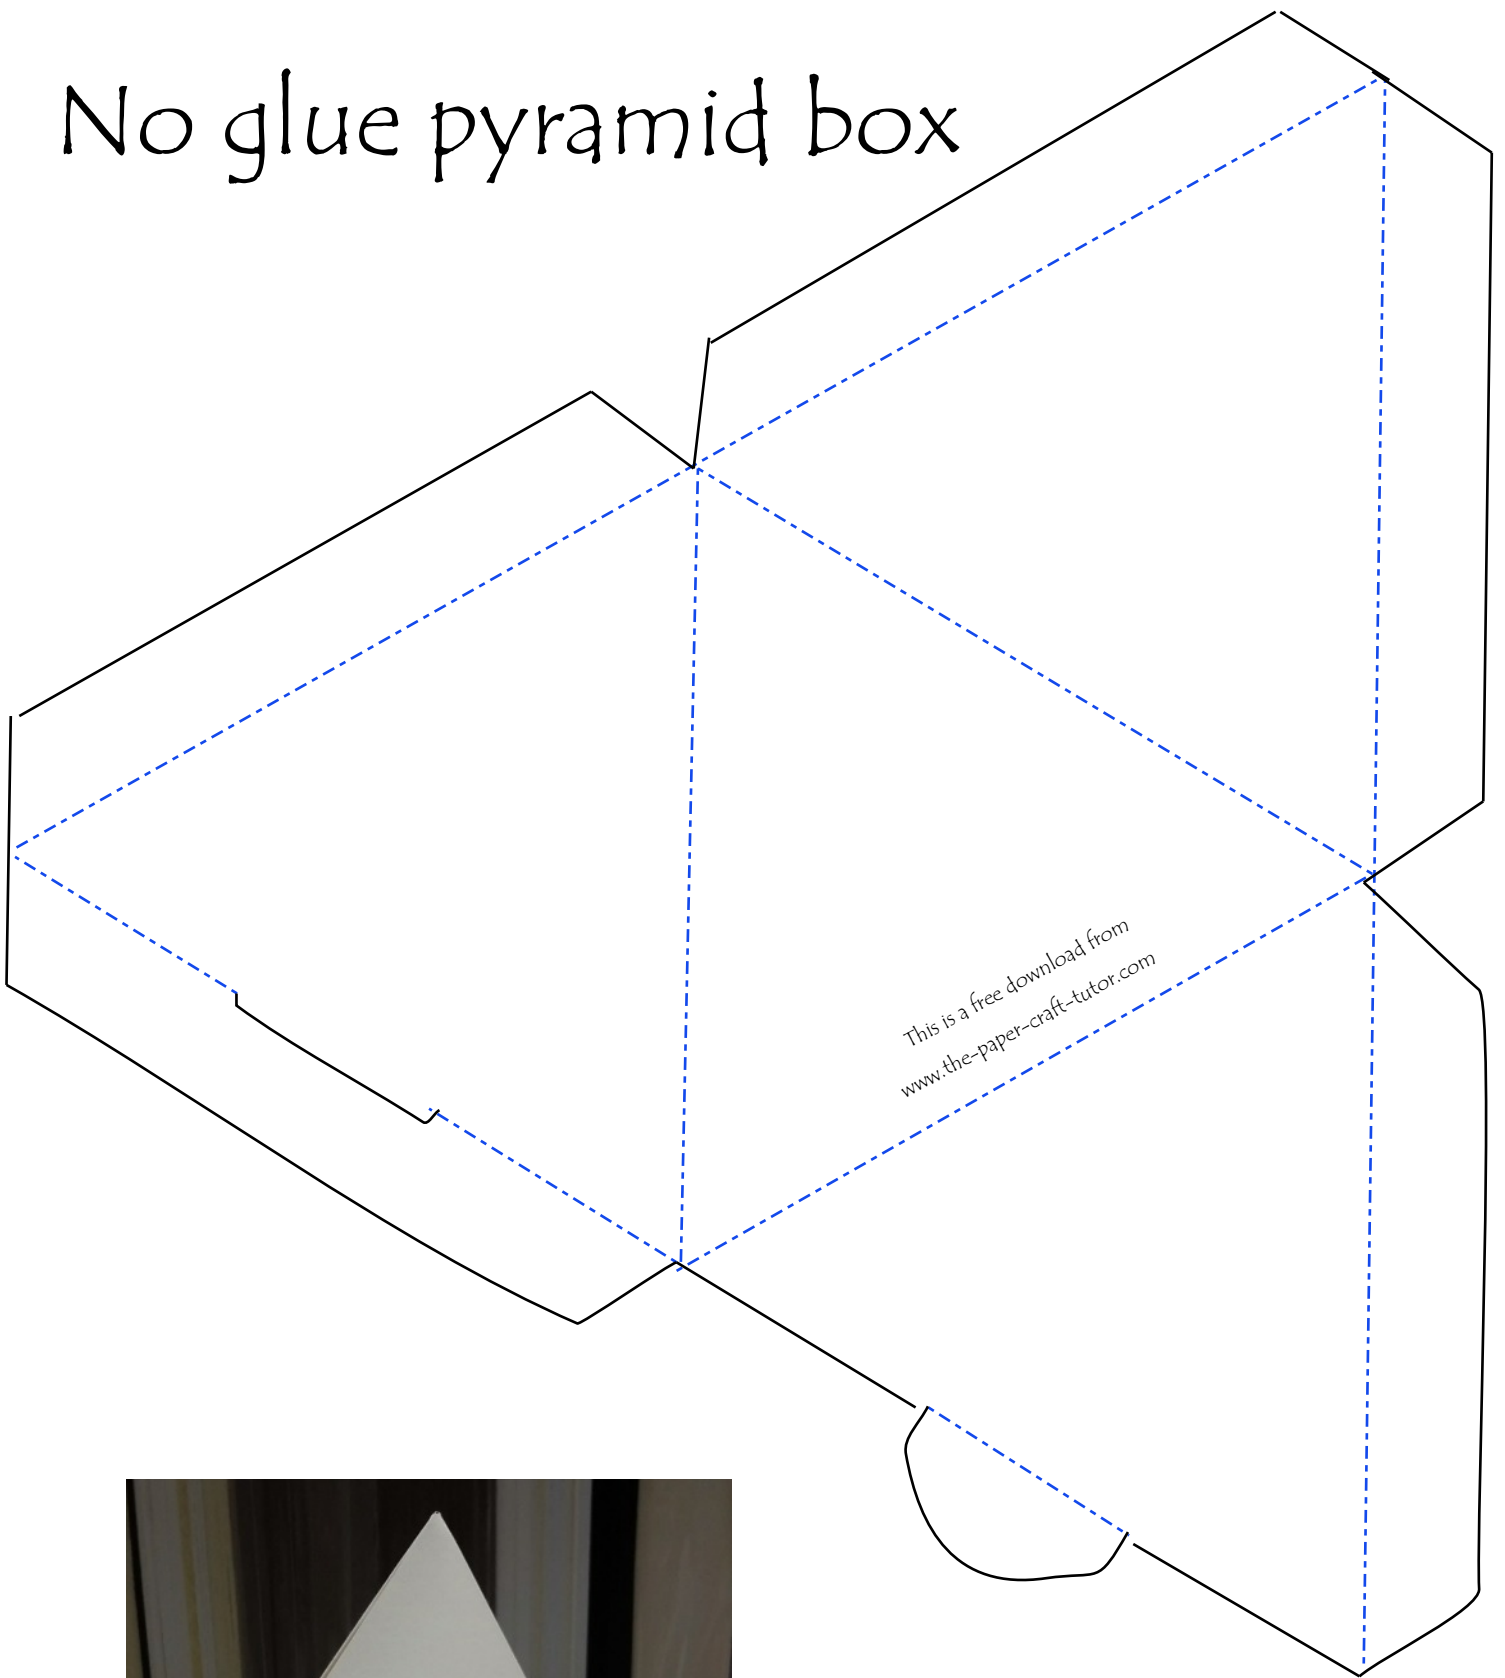 No glue pyramid box
This is a free download from
www.the-paper-craft-tutor.com